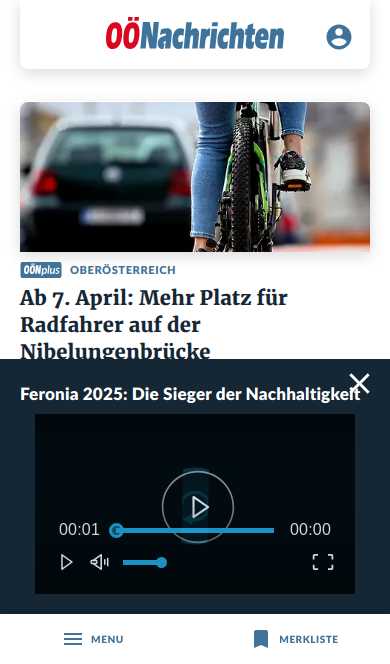 OÖNachrichten
OÖNplus OBERÖSTERREICH
Ab 7. April: Mehr Platz für
Radfahrer auf der
Nibelungenbrücke
Feronia 2025: Die Sieger der Nachhaltigkeit
00:01 00:00
MENU MERKLISTE